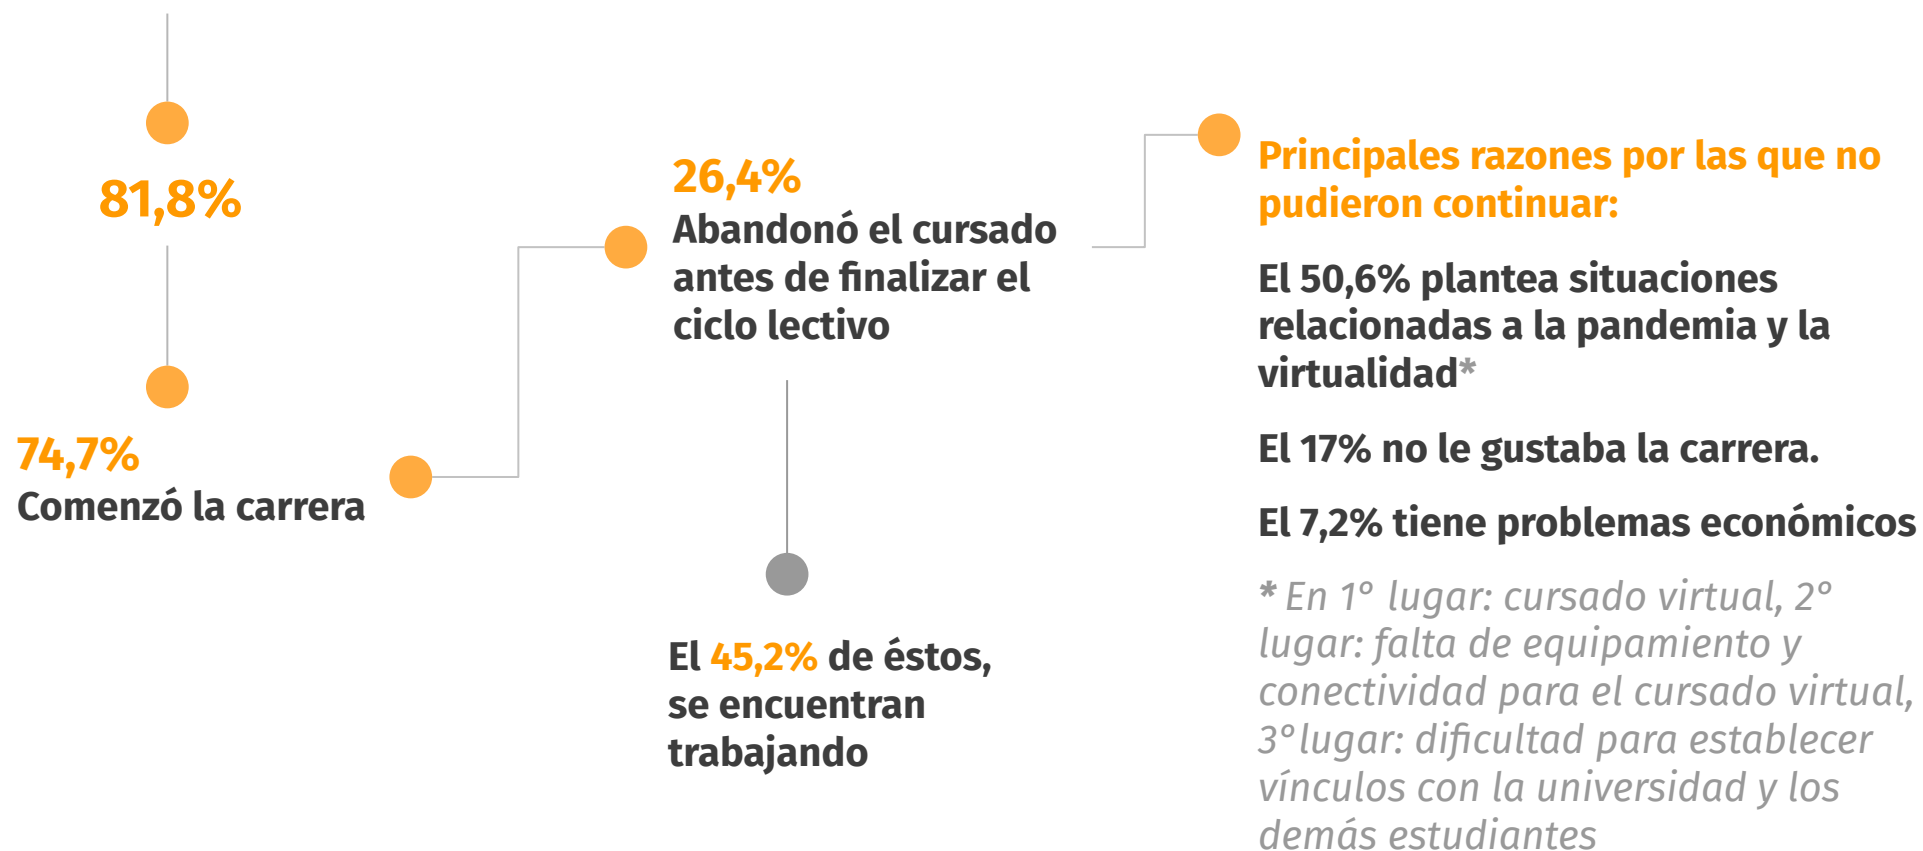 81,8%
74,7%
Comenzó la carrera
26,4%
Abandonó el cursado
antes de finalizar el
ciclo lectivo
El 45,2% de éstos,
se encuentran
trabajando
Principales razones por las que no
pudieron continuar:
El 50,6% plantea situaciones
relacionadas a la pandemia y la
virtualidad*
El 17% no le gustaba la carrera.
El 7,2% tiene problemas económicos
* En 1° lugar: cursado virtual, 2°
lugar: falta de equipamiento y
conectividad para el cursado virtual,
3°lugar: dificultad para establecer
vínculos con la universidad y los
demás estudiantes